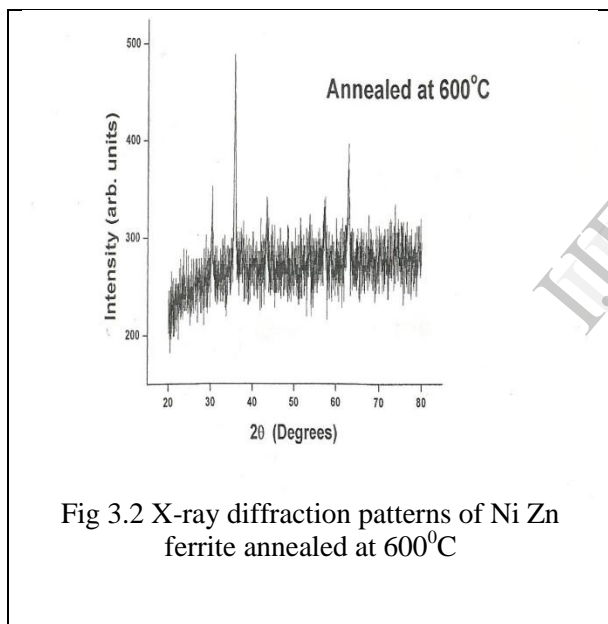 500
400
300
200
Intensity (arb. units)
Annealed at 600°C
20 30 40 50 60 70 80
2θ (Degrees)
Fig 3.2 X-ray diffraction patterns of Ni Zn
ferrite annealed at 600⁰C